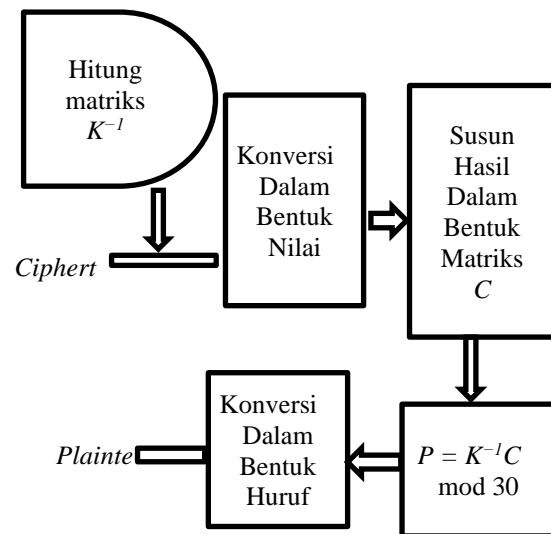 Hitung
matriks
K⁻¹
Ciphert
Konversi
Dalam
Bentuk
Nilai
Susun
Hasil
Dalam
Bentuk
Matriks
C
P = K⁻¹C
mod 30
Konversi
Dalam
Bentuk
Huruf
Plainte